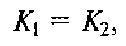 K₁ = K₂,